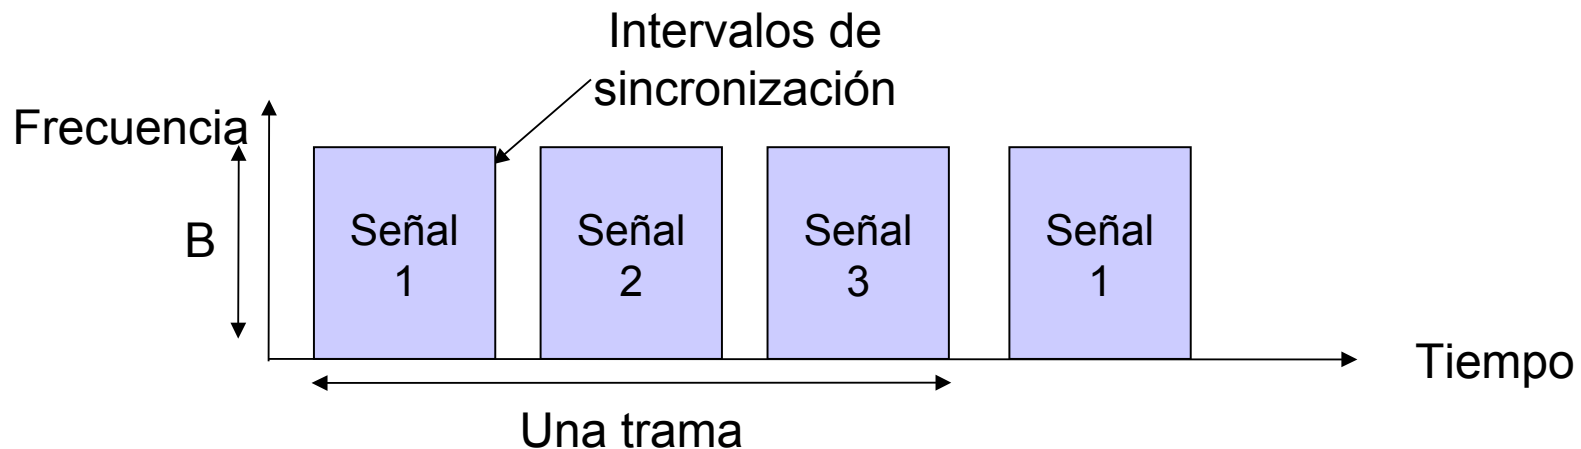 Intervalos de
sincronización
Frecuencia
B
Señal
1
Señal
2
Señal
3
Señal
1
Tiempo
Una trama